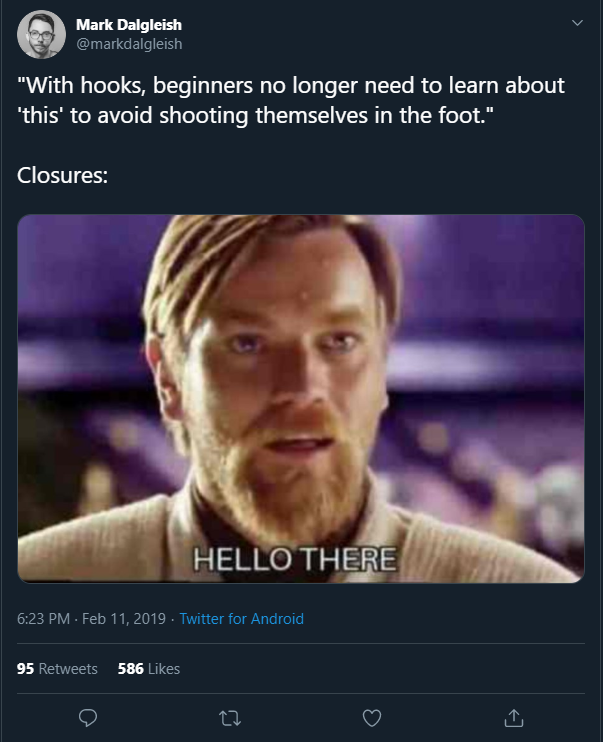 Mark Dalgleish
@markdalgleish
"With hooks, beginners no longer need to learn about
'this' to avoid shooting themselves in the foot."
Closures:
HELLO THERE
6:23 PM · Feb 11, 2019 · Twitter for Android
95 Retweets 586 Likes